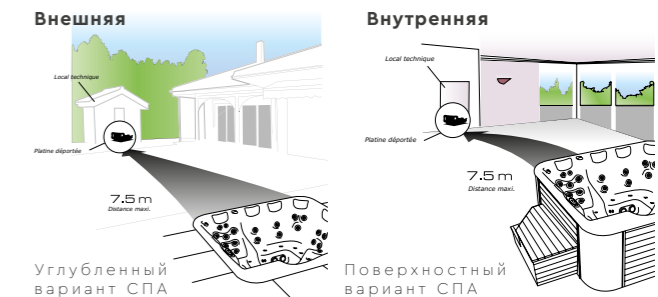 Внешняя
Local technique
Platine déportée
7.5 m
Distance maxi.
Углубленный
вариант СПА
Внутренняя
Local technique
Platine déportée
7.5 m
Distance maxi.
Поверхностный
вариант СПА